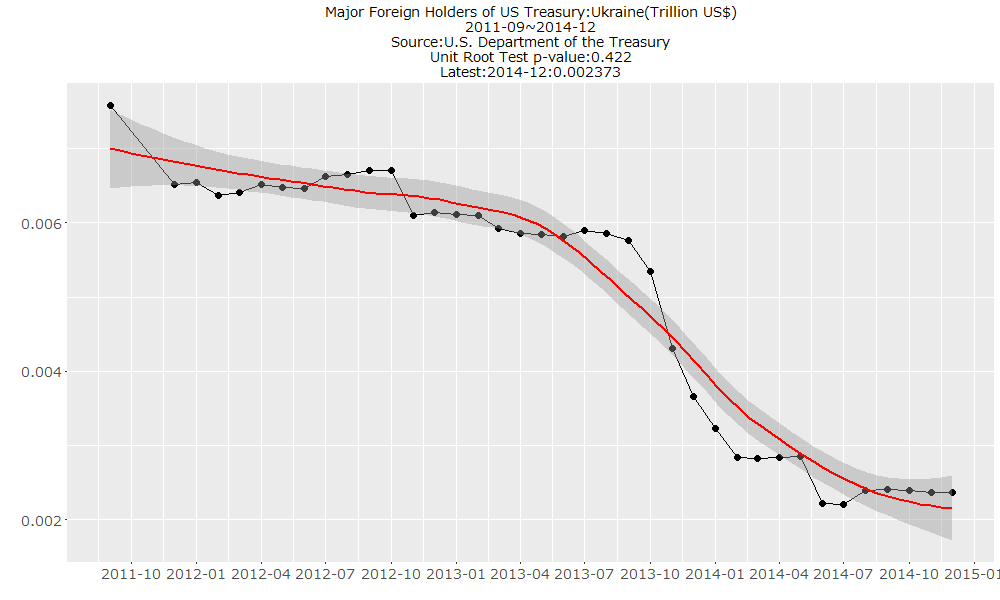 Major Foreign Holders of US Treasury:Ukraine(Trillion US$)
2011-09~2014-12
Source:U.S. Department of the Treasury
Unit Root Test p-value:0.422
Latest:2014-12:0.002373
0.006
0.004
0.002
2011-10 2012-01 2012-04 2012-07 2012-10 2013-01 2013-04 2013-07 2013-10 2014-01 2014-04 2014-07 2014-10 2015-01